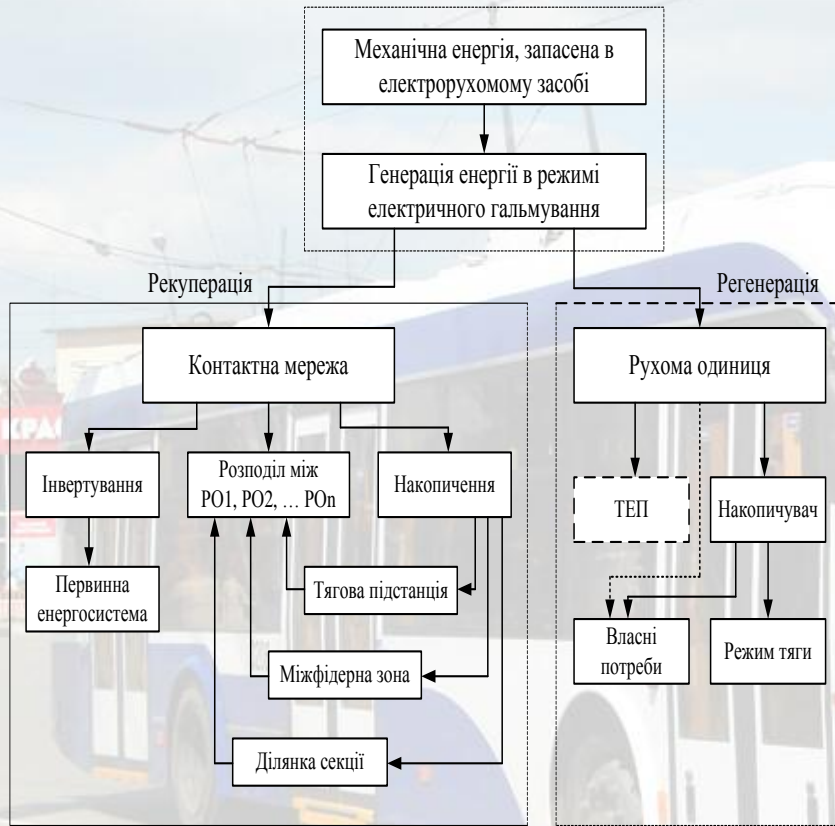 Механічна енергія, запасена в
електрорухомому засобі
Генерація енергії в режимі
електричного гальмування
Рекуперація
Регенерація
Контактна мережа
Рухома одиниця
Інвертування
Розподіл між
РО1, РО2, ... РОn
Накопичення
ТЕП
Накопичувач
Первинна
енергосистема
Тягова підстанція
Власні
потреби
Режим тяги
Міжфідерна зона
Ділянка секції